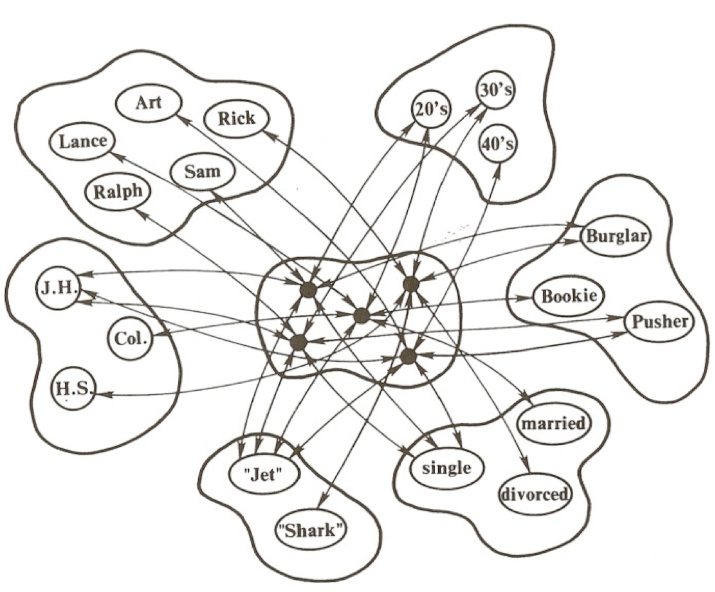 Art
Rick
Lance
Sam
Ralph
20's
30's
40's
J.H.
Col.
H.S.
Burglar
Bookie
Pusher
married
single
divorced
"Jet"
"Shark"